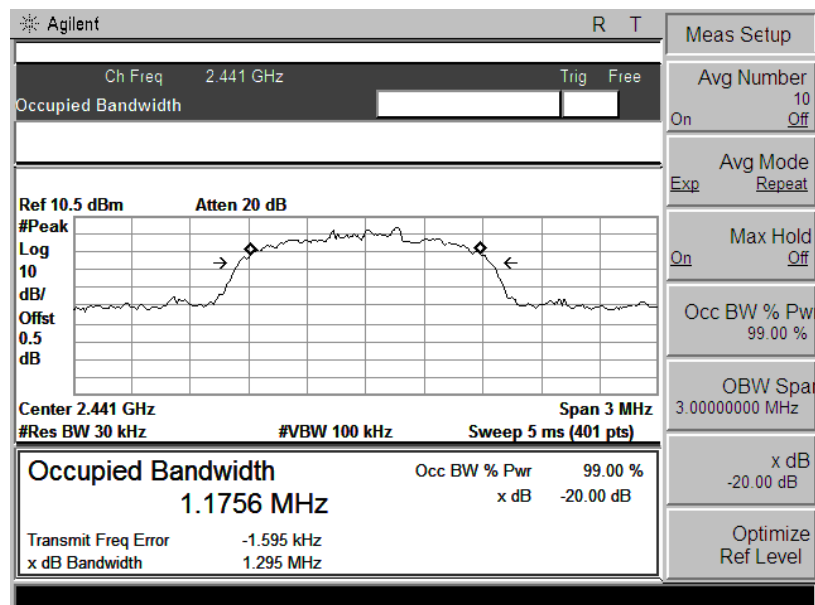 Agilent R T
Meas Setup
Ch Freq 2.441 GHz Trig Free
Occupied Bandwidth
Avg Number
10
On Off
Avg Mode
Exp Repeat
Max Hold
On Off
Occ BW % Pwr
99.00 %
OBW Span
3.00000000 MHz
x dB
-20.00 dB
Optimize
Ref Level
Ref 10.5 dBm Atten 20 dB
#Peak
Log
10
dB/
Offst
0.5
dB
Center 2.441 GHz Span 3 MHz
#Res BW 30 kHz #VBW 100 kHz Sweep 5 ms (401 pts)
Occupied Bandwidth Occ BW % Pwr 99.00 %
1.1756 MHz x dB -20.00 dB
Transmit Freq Error -1.595 kHz
x dB Bandwidth 1.295 MHz